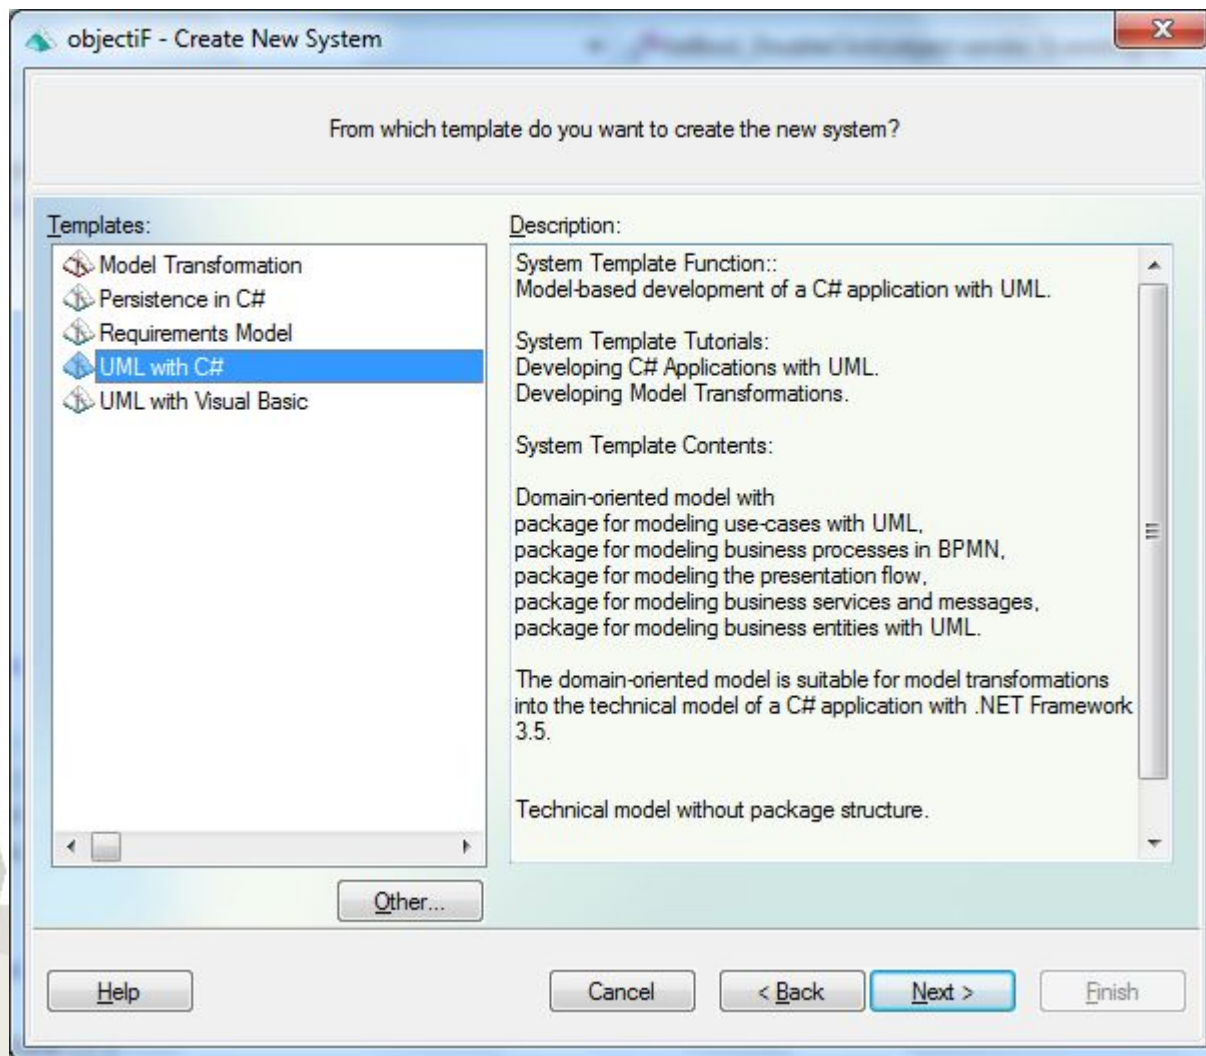 objectiF - Create New System
From which template do you want to create the new system?
Templates:
Model Transformation
Persistence in C#
Requirements Model
UML with C#
UML with Visual Basic
Other...
Description:
System Template Function::
Model-based development of a C# application with UML.
System Template Tutorials:
Developing C# Applications with UML.
Developing Model Transformations.
System Template Contents:
Domain-oriented model with
package for modeling use-cases with UML,
package for modeling business processes in BPMN,
package for modeling the presentation flow,
package for modeling business services and messages,
package for modeling business entities with UML.
The domain-oriented model is suitable for model transformations
into the technical model of a C# application with .NET Framework
3.5.
Technical model without package structure.
Help
Cancel
< Back
Next >
Finish